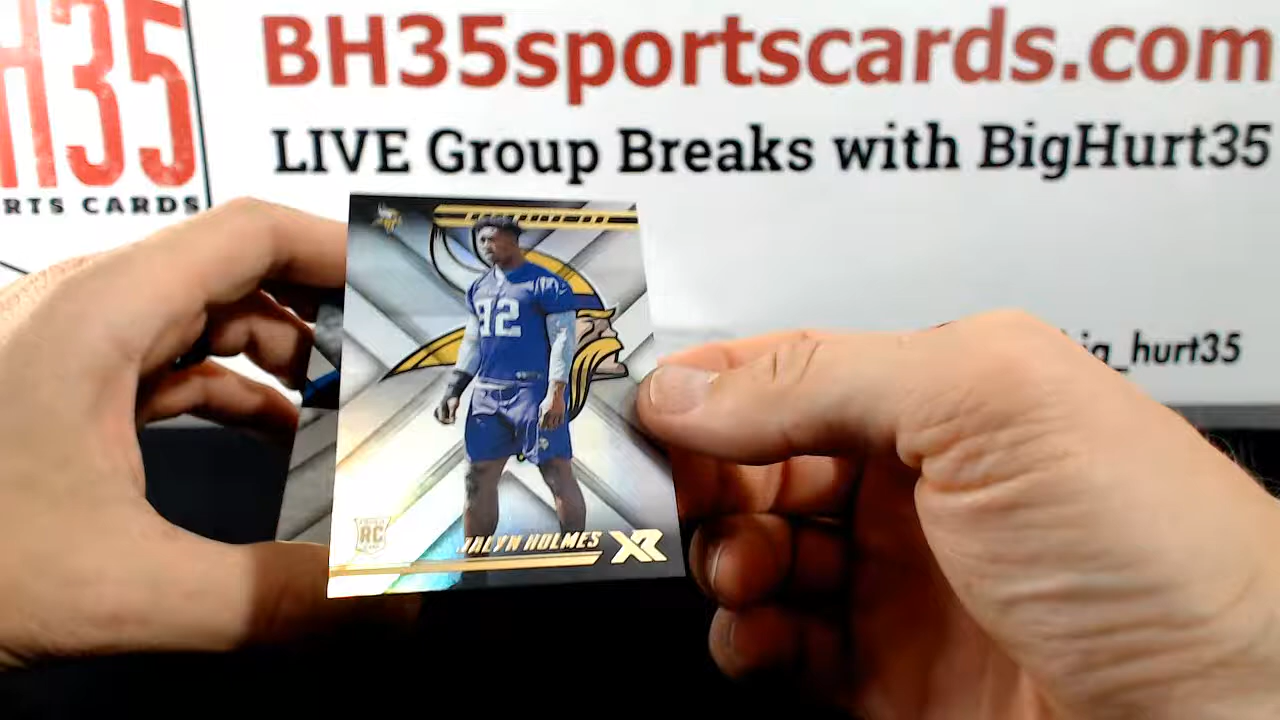 BH35sportscards.com
H35
LIVE Group Breaks with BigHurt35
RTS CARDS
ig_hurt35
92
RC
JALYN HOLMES
XR